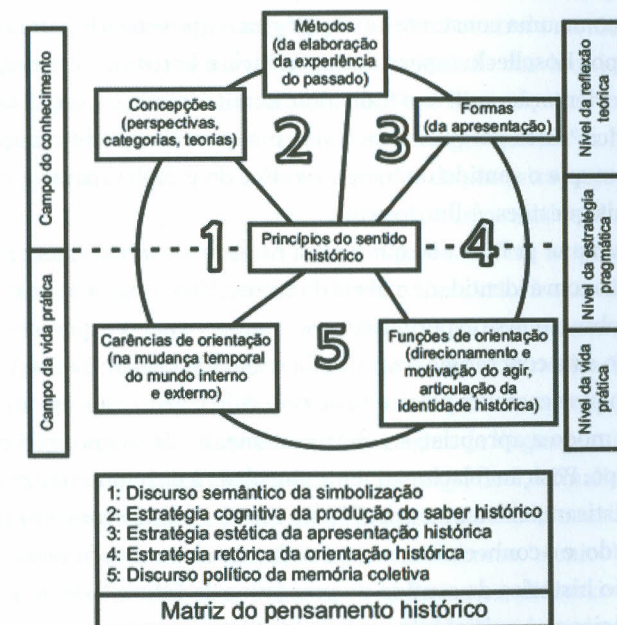 Métodos
(da elaboração
da experiência
do passado)
Concepções
(perspectivas,
categorias, teorias)
Formas
(da apresentação)
2
3
Campo do conhecimento
Nível da reflexão
teórica
1
Princípios do sentido
histórico
4
Nível da estratégia
pragmática
Campo da vida prática
Carências de orientação
(na mudança temporal
do mundo interno
e externo)
5
Funções de orientação
(direcionamento e
motivação do agir,
articulação da
identidade histórica)
Nível da vida
prática
1: Discurso semântico da simbolização
2: Estratégia cognitiva da produção do saber histórico
3: Estratégia estética da apresentação histórica
4: Estratégia retórica da orientação histórica
5: Discurso político da memória coletiva
Matriz do pensamento histórico